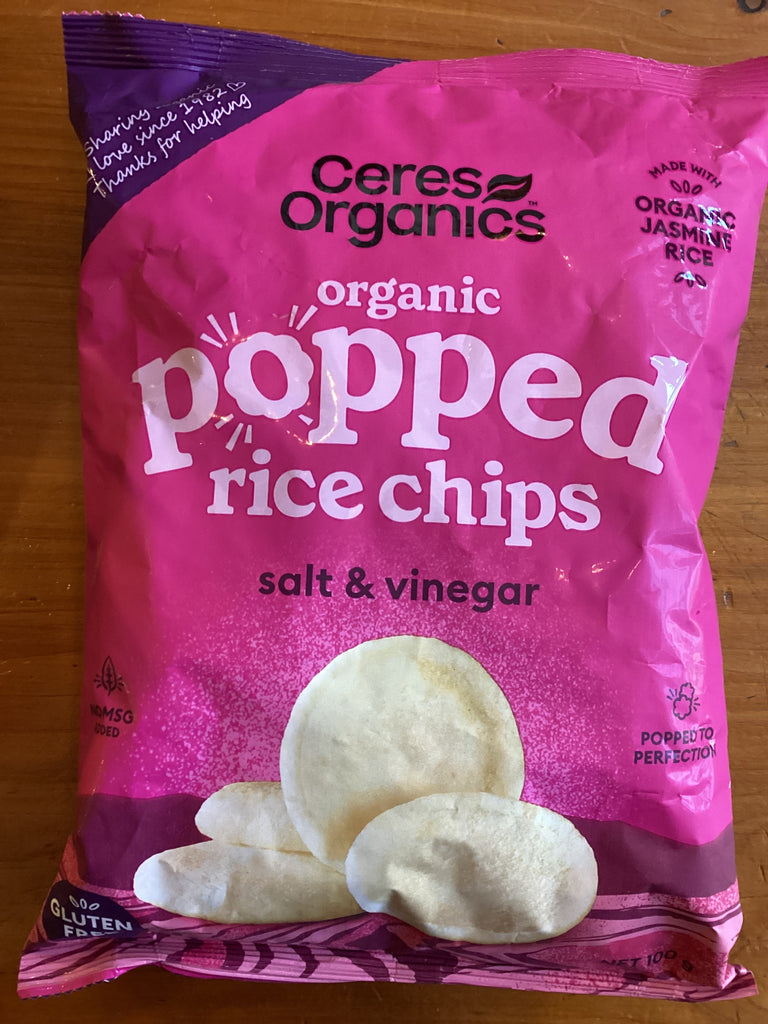 Sharing
love since 1982
thanks for helping
Ceres
Organics™
MADE WITH
ORGANIC
JASMINE
RICE
organic
popped
rice chips
salt & vinegar
NO MSG
ADDED
POPPED TO
PERFECTION
GLUTEN
FREE
NET 100 g